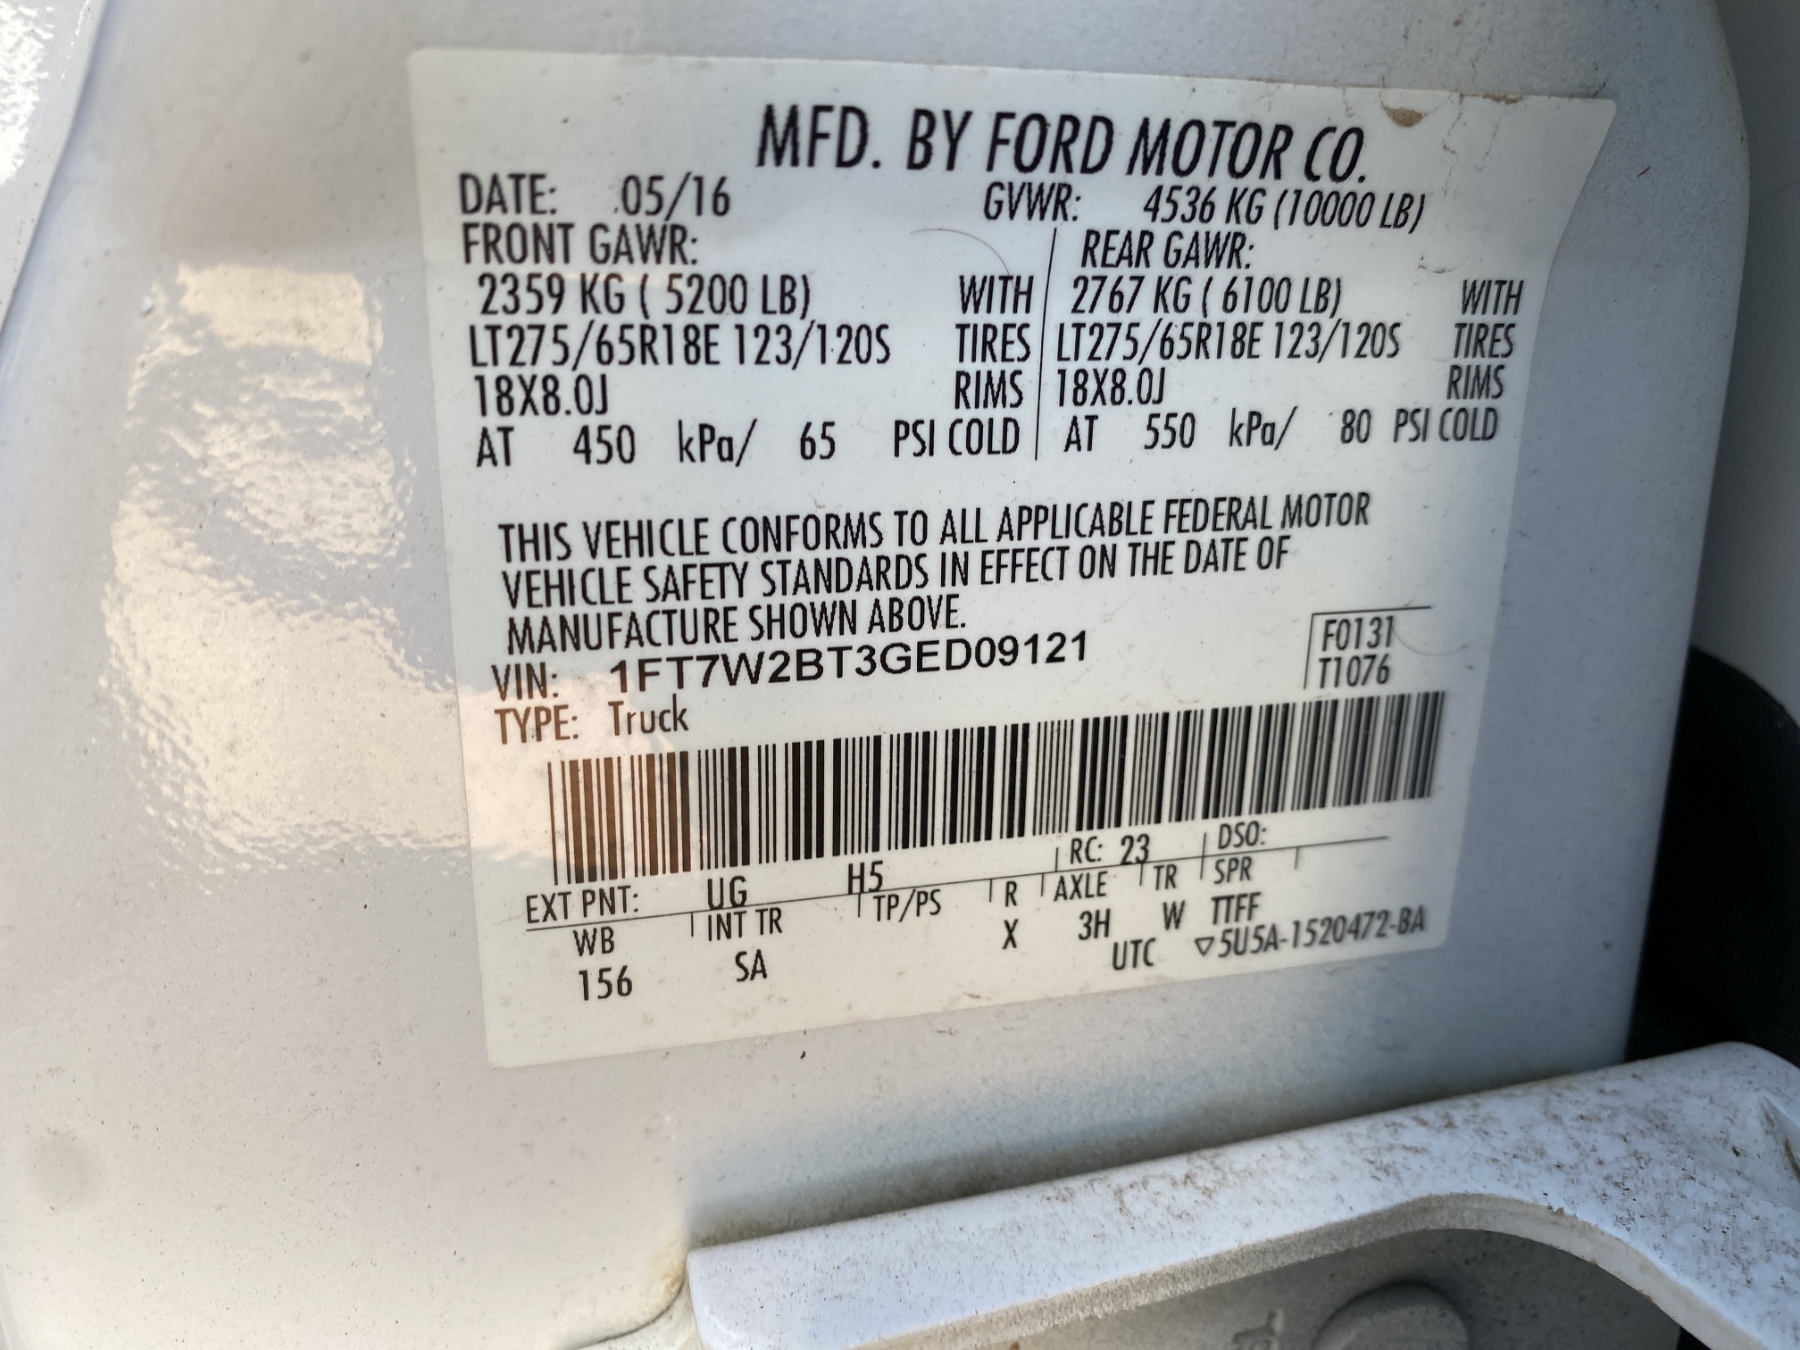 MFD. BY FORD MOTOR CO.
DATE: 05/16 GVWR: 4536 KG (10000 LB)
FRONT GAWR: REAR GAWR:
2359 KG ( 5200 LB) WITH 2767 KG ( 6100 LB) WITH
LT275/65R18E 123/120S TIRES LT275/65R18E 123/120S TIRES
18X8.0J RIMS 18X8.0J RIMS
AT 450 kPa/ 65 PSI COLD AT 550 kPa/ 80 PSI COLD
THIS VEHICLE CONFORMS TO ALL APPLICABLE FEDERAL MOTOR
VEHICLE SAFETY STANDARDS IN EFFECT ON THE DATE OF
MANUFACTURE SHOWN ABOVE.
VIN: 1FT7W2BT3GED09121 F0131
TYPE: Truck T1076
EXT PNT: UG H5 RC: 23 DSO:
WB INT TR TP/PS R AXLE TR SPR
156 SA X 3H W TTFF
UTC ▽5U5A-1520472-BA